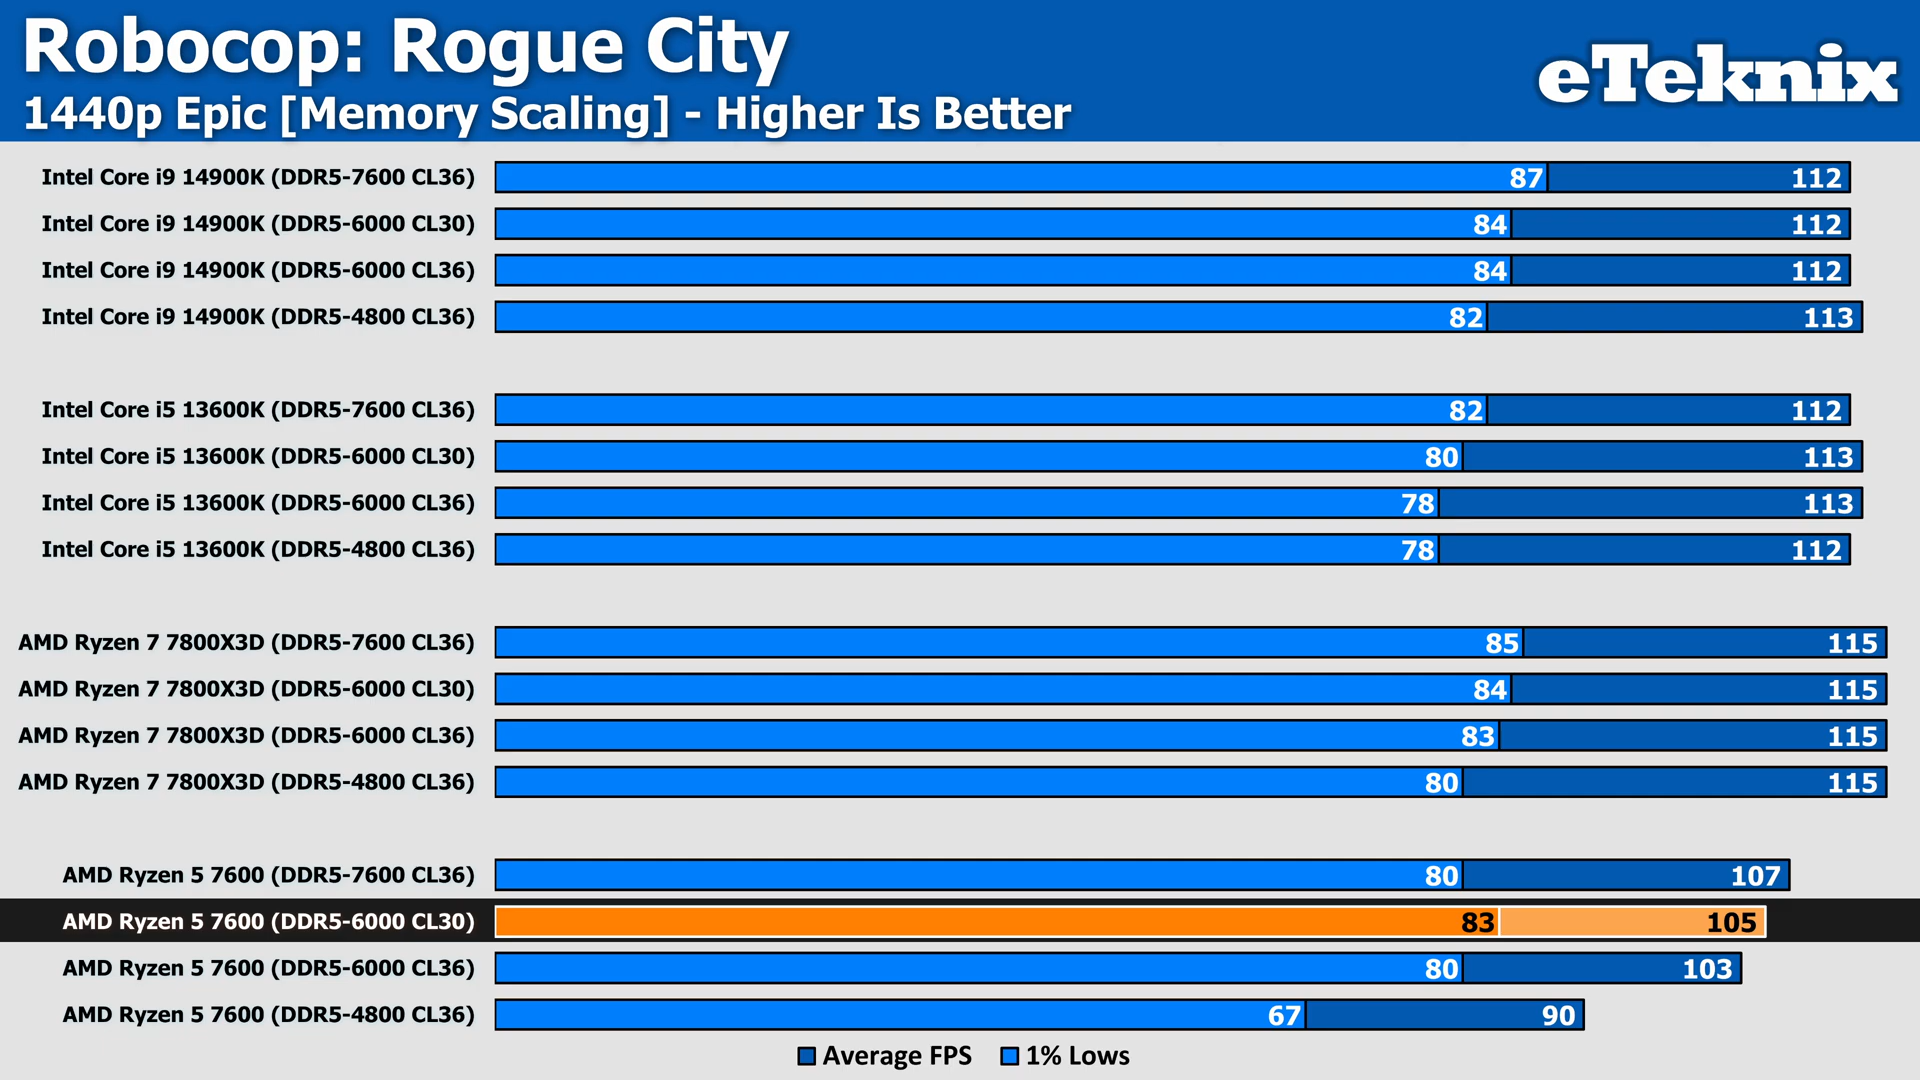 Robocop: Rogue City
1440p Epic [Memory Scaling] - Higher Is Better
eTeknix
Intel Core i9 14900K (DDR5-7600 CL36) 87 112
Intel Core i9 14900K (DDR5-6000 CL30) 84 112
Intel Core i9 14900K (DDR5-6000 CL36) 84 112
Intel Core i9 14900K (DDR5-4800 CL36) 82 113
Intel Core i5 13600K (DDR5-7600 CL36) 82 112
Intel Core i5 13600K (DDR5-6000 CL30) 80 113
Intel Core i5 13600K (DDR5-6000 CL36) 78 113
Intel Core i5 13600K (DDR5-4800 CL36) 78 112
AMD Ryzen 7 7800X3D (DDR5-7600 CL36) 85 115
AMD Ryzen 7 7800X3D (DDR5-6000 CL30) 84 115
AMD Ryzen 7 7800X3D (DDR5-6000 CL36) 83 115
AMD Ryzen 7 7800X3D (DDR5-4800 CL36) 80 115
AMD Ryzen 5 7600 (DDR5-7600 CL36) 80 107
AMD Ryzen 5 7600 (DDR5-6000 CL30) 83 105
AMD Ryzen 5 7600 (DDR5-6000 CL36) 80 103
AMD Ryzen 5 7600 (DDR5-4800 CL36) 67 90
Average FPS 1% Lows